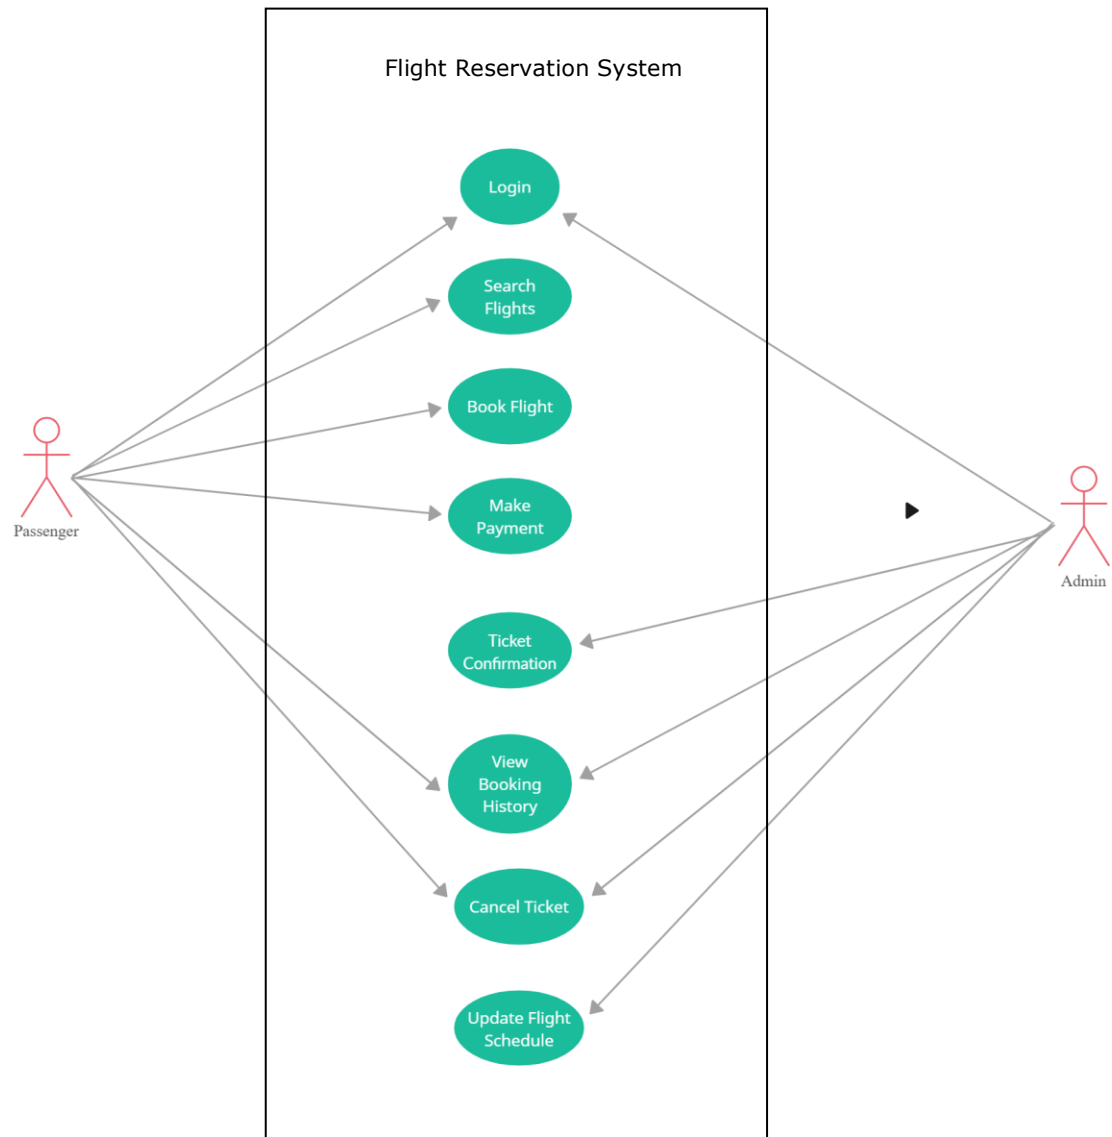 Flight Reservation System
Login
Search
Flights
Book Flight
Make
Payment
Passenger
Admin
Ticket
Confirmation
View
Booking
History
Cancel Ticket
Update Flight
Schedule